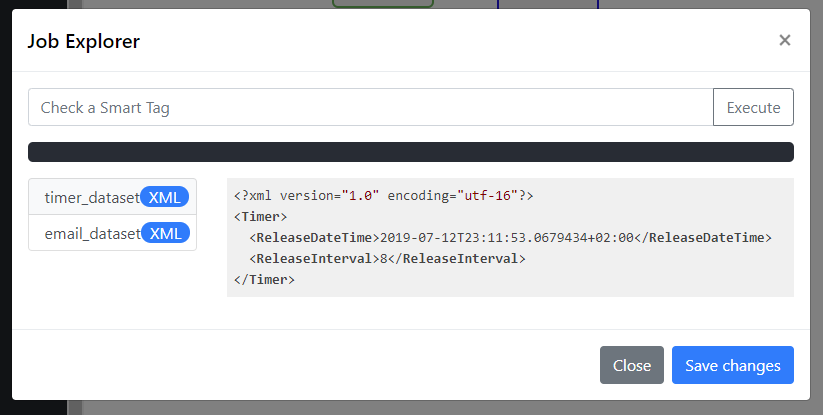 Job Explorer
×
Check a Smart Tag
Execute
timer_dataset XML
email_dataset XML
<?xml version="1.0" encoding="utf-16"?>
<Timer>
<ReleaseDateTime>2019-07-12T23:11:53.0679434+02:00</ReleaseDateTime>
<ReleaseInterval>8</ReleaseInterval>
</Timer>
Close
Save changes